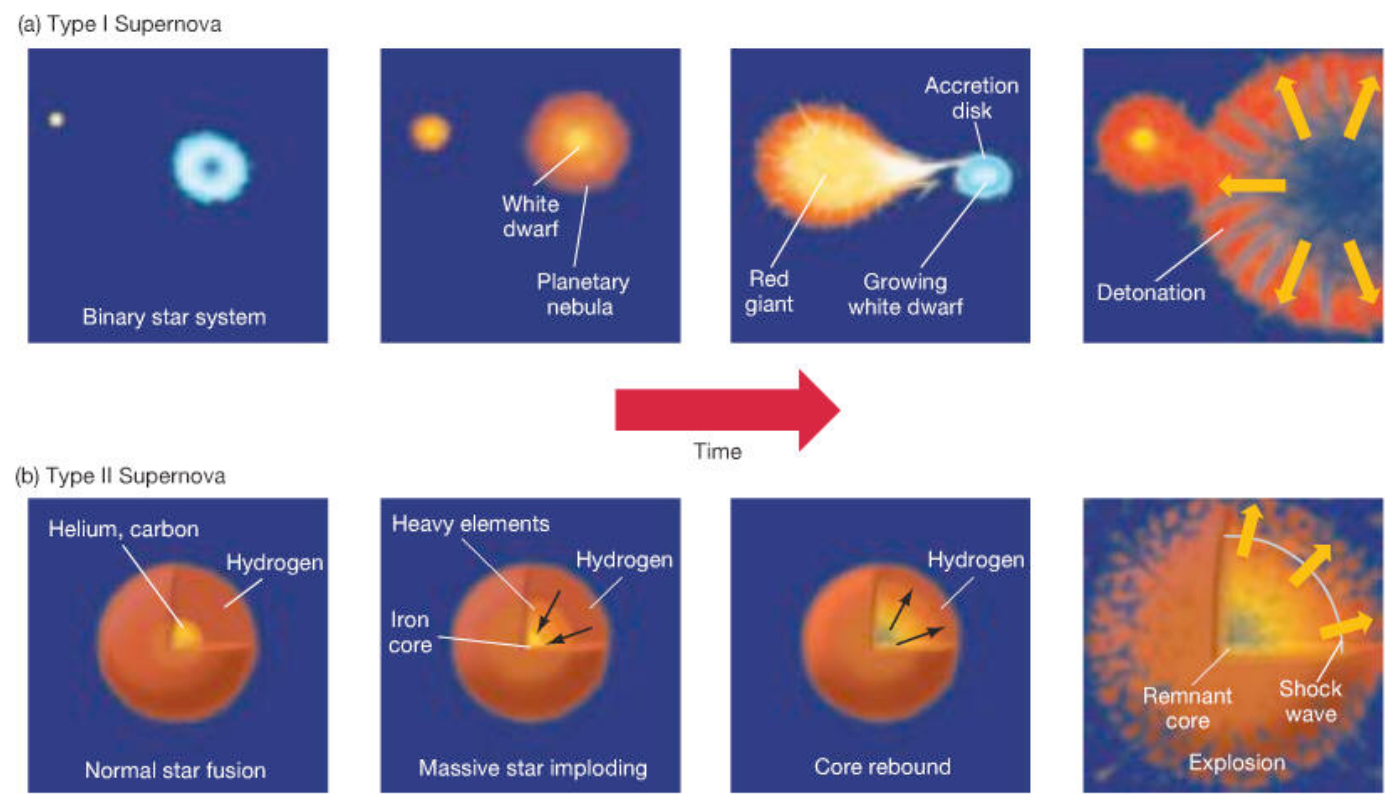 (a) Type I Supernova
Binary star system
White
dwarf
Planetary
nebula
Accretion
disk
Red
giant
Growing
white dwarf
Detonation
Time
(b) Type II Supernova
Helium, carbon
Hydrogen
Normal star fusion
Heavy elements
Hydrogen
Iron
core
Massive star imploding
Hydrogen
Core rebound
Remnant
core
Shock
wave
Explosion